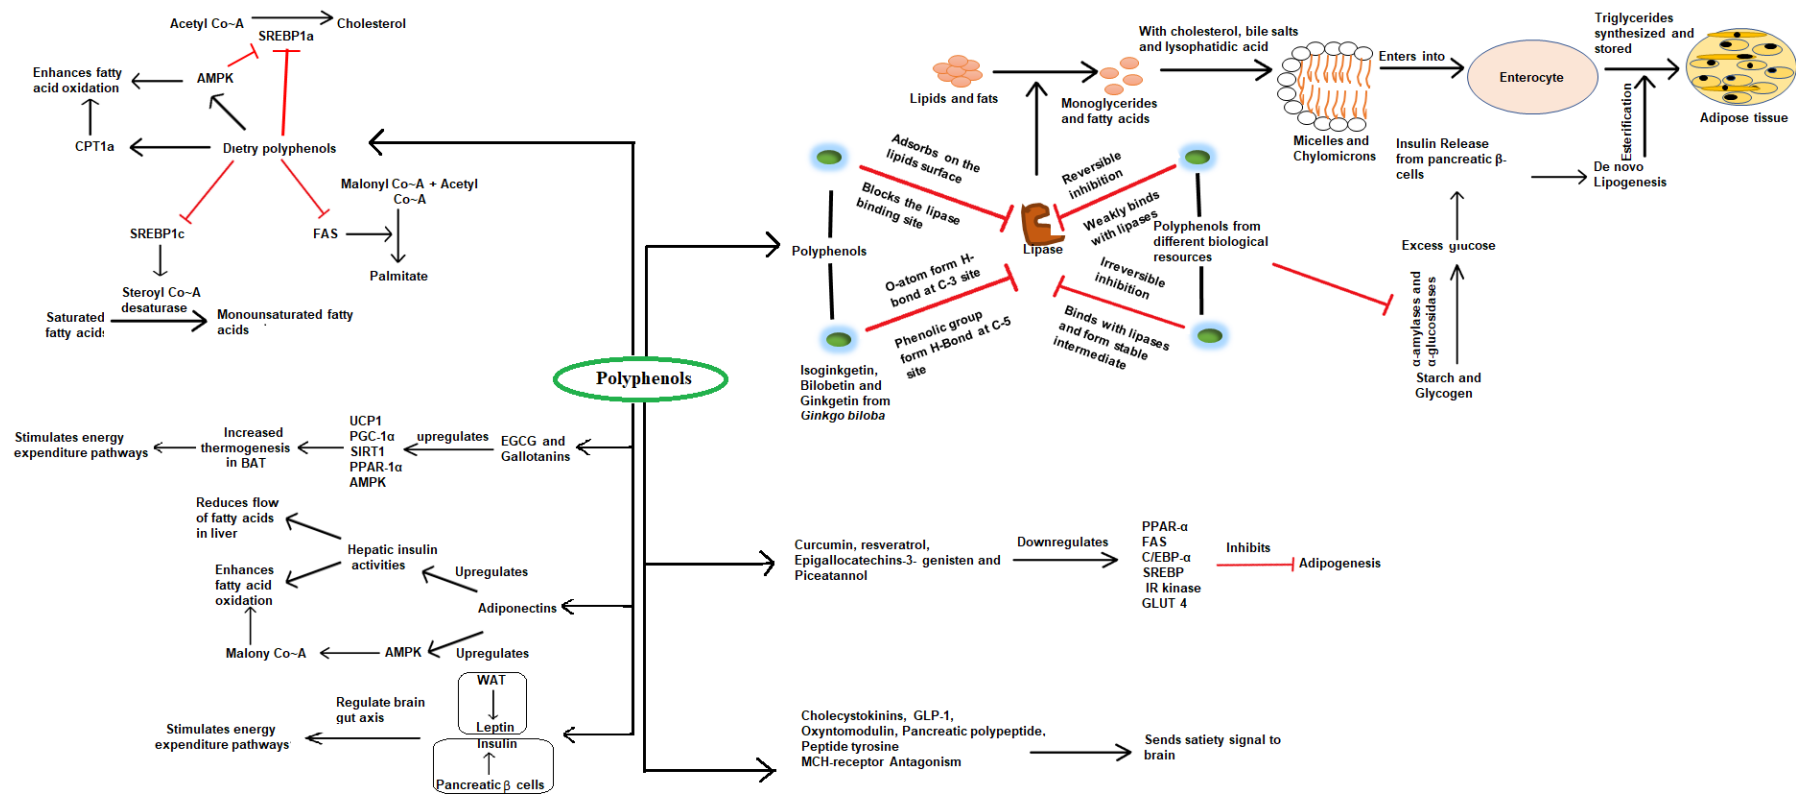 Acetyl Co~A
Cholesterol
SREBP1a
Enhances fatty
acid oxidation
AMPK
CPT1a
Dietry polyphenols
Malonyl Co~A + Acetyl
Co~A
SREBP1c
FAS
Palmitate
Steroyl Co~A
desaturase
Saturated
fatty acids
Monounsaturated fatty
acids
Lipids and fats
Monoglycerides
and fatty acids
With cholesterol, bile salts
and lysophatidic acid
Micelles and
Chylomicrons
Enters into
Enterocyte
Triglycerides
synthesized and
stored
Adipose tissue
Esterification
De novo
Lipogenesis
Insulin Release
from pancreatic β-
cells
Excess glucose
α-amylases and
α-glucosidases
Starch and
Glycogen
Adsorbs on the
lipids surface
Blocks the lipase
binding site
Polyphenols
O-atom form H-
bond at C-3 site
Phenolic group
form H-Bond at C-5
site
Isoginkgetin,
Bilobetin and
Ginkgetin from
Ginkgo biloba
Lipase
Reversible
inhibition
Weakly binds
with lipases
Polyphenols from
different biological
resources
Irreversible
inhibition
Binds with lipases
and form stable
intermediate
Polyphenols
Stimulates energy
expenditure pathways
Increased
thermogenesis
in BAT
UCP1
PGC-1α
SIRT1
PPAR-1α
AMPK
upregulates
EGCG and
Gallotanins
Reduces flow
of fatty acids
in liver
Hepatic insulin
activities
Enhances
fatty acid
oxidation
Upregulates
Adiponectins
Malony Co~A
AMPK
Upregulates
WAT
Leptin
Insulin
Pancreatic β cells
Regulate brain
gut axis
Stimulates energy
expenditure pathways
Curcumin, resveratrol,
Epigallocatechins-3- genisten and
Piceatannol
Downregulates
PPAR-α
FAS
C/EBP-α
SREBP
IR kinase
GLUT 4
Inhibits
Adipogenesis
Cholecystokinins, GLP-1,
Oxyntomodulin, Pancreatic polypeptide,
Peptide tyrosine
MCH-receptor Antagonism
Sends satiety signal to
brain